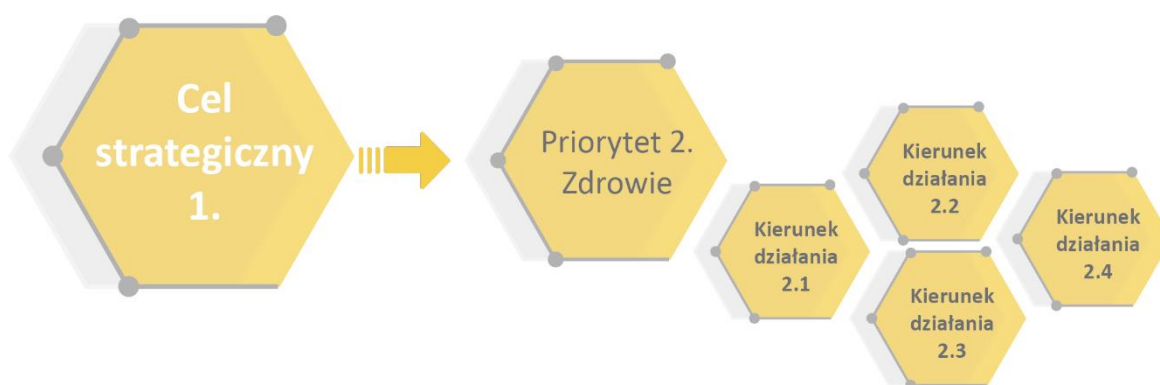 Cel
strategiczny
1.
Priorytet 2.
Zdrowie
Kierunek
działania
2.1
Kierunek
działania
2.2
Kierunek
działania
2.3
Kierunek
działania
2.4